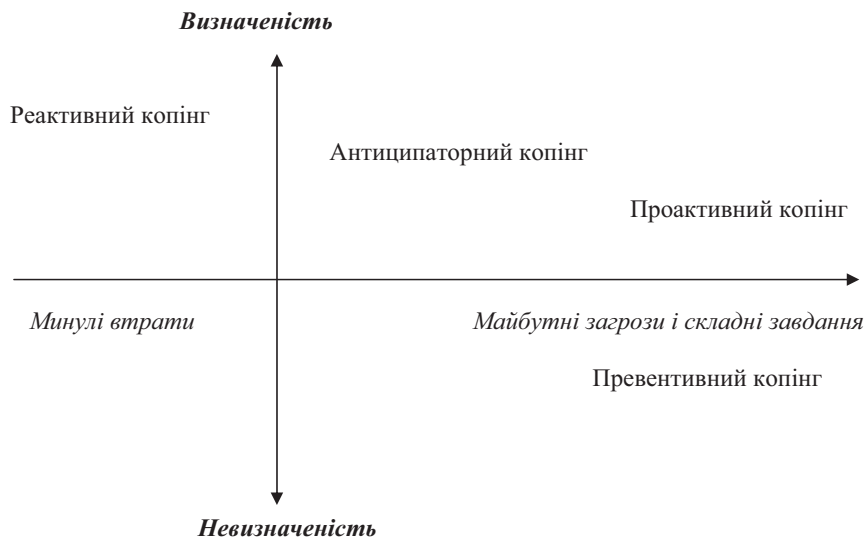 Визначеність
Реактивний копінг
Антиципаторний копінг
Проактивний копінг
Минулі втрати
Майбутні загрози і складні завдання
Превентивний копінг
Невизначеність